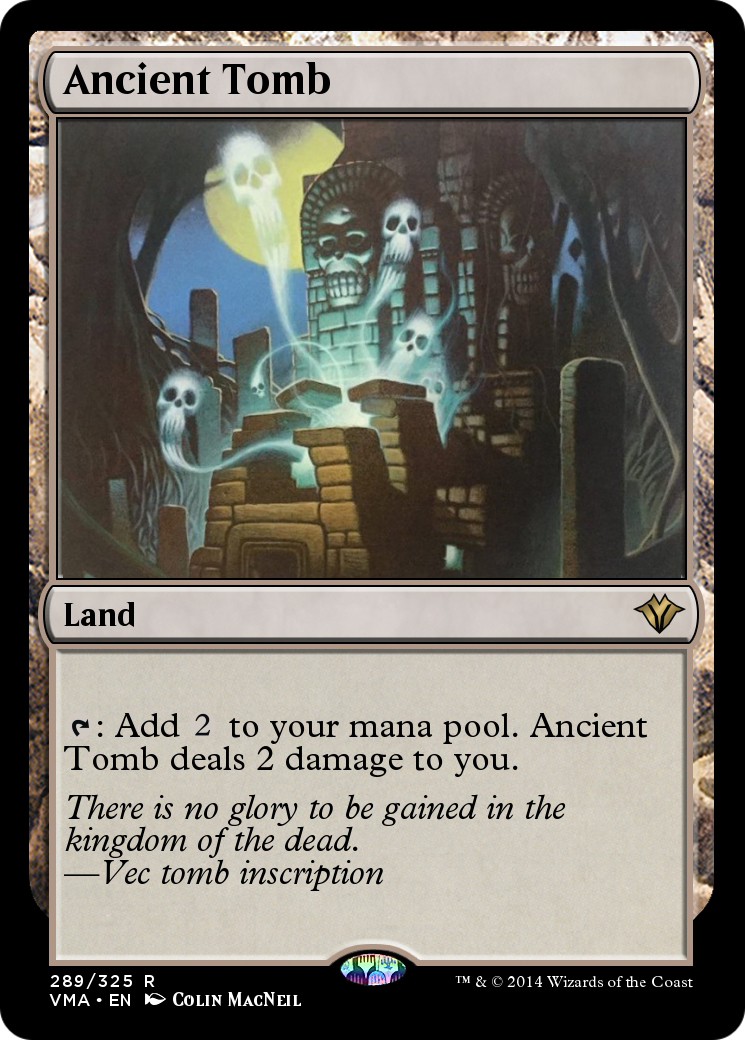 Ancient Tomb
Land
: Add 2 to your mana pool. Ancient
Tomb deals 2 damage to you.
There is no glory to be gained in the
kingdom of the dead.
—Vec tomb inscription
289/325 R
™ & © 2014 Wizards of the Coast
VMA • EN Colin MacNeil